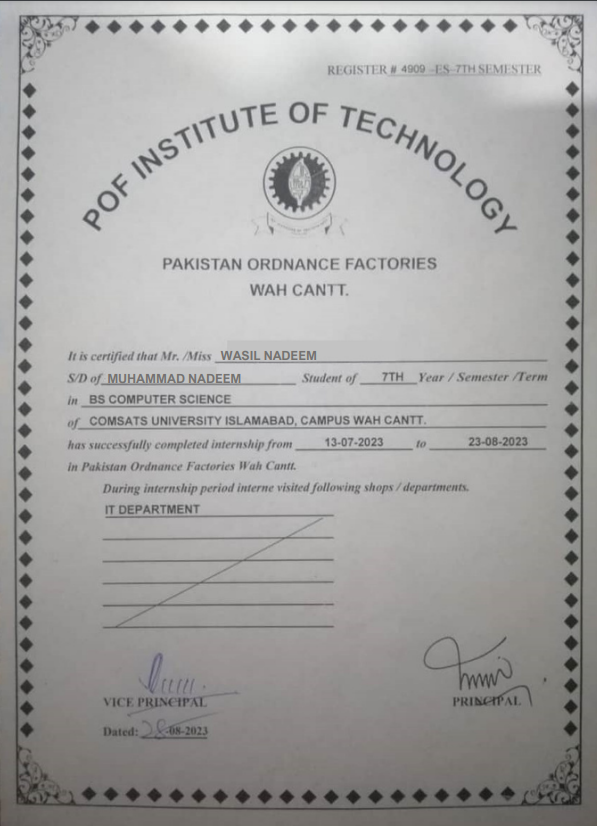 REGISTER # 4909 -ES-7TH SEMESTER
POF INSTITUTE OF TECHNOLOGY
PAKISTAN ORDNANCE FACTORIES
WAH CANTT.
It is certified that Mr. /Miss WASIL NADEEM
S/D of MUHAMMAD NADEEM Student of 7TH Year / Semester /Term
in BS COMPUTER SCIENCE
of COMSATS UNIVERSITY ISLAMABAD, CAMPUS WAH CANTT.
has successfully completed internship from 13-07-2023 to 23-08-2023
in Pakistan Ordnance Factories Wah Cantt.
During internship period interne visited following shops / departments.
IT DEPARTMENT
VICE PRINCIPAL
PRINCIPAL
Dated: 28-08-2023